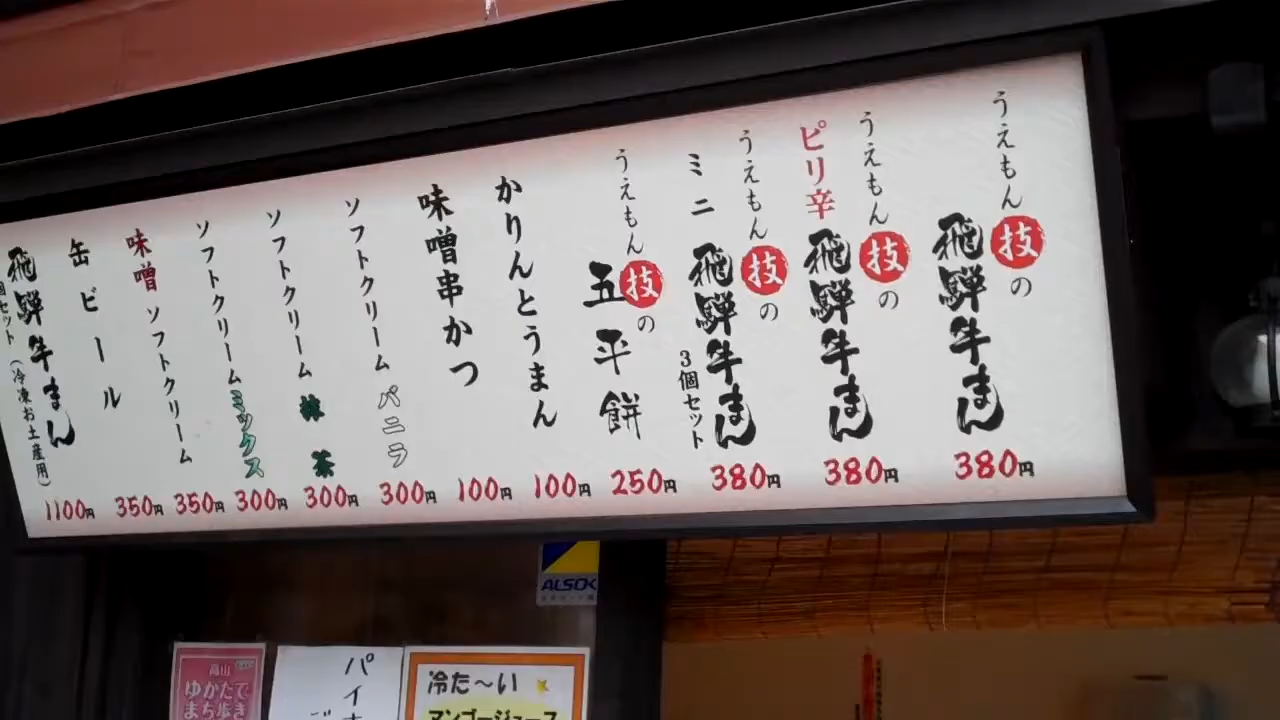 うえもん技の
飛騨牛まん
380円
うえもん技の
ピリ辛
飛騨牛まん
380円
うえもん技の
ミニ飛騨牛まん
3個セット
380円
うえもん技の
五平餅
250円
かりんとうまん
100円
味噌串かつ
100円
ソフトクリーム バニラ
300円
ソフトクリーム 抹茶
300円
ソフトクリーム ミックス
300円
味噌 ソフトクリーム
350円
缶ビール
350円
飛騨牛まん
セット(冷凍お土産用)
1100円
ALSOK
高山
ゆかたで
まち歩き
パイ
冷た〜い
マンゴージュース